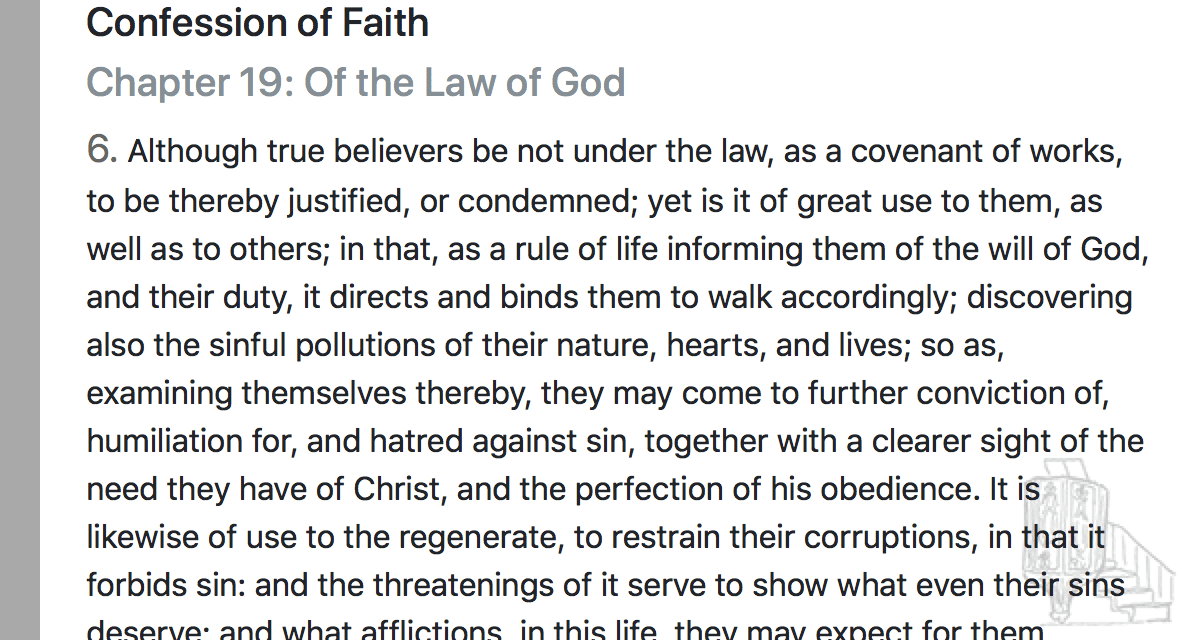 Confession of Faith
Chapter 19: Of the Law of God
6. Although true believers be not under the law, as a covenant of works,
to be thereby justified, or condemned; yet is it of great use to them, as
well as to others; in that, as a rule of life informing them of the will of God,
and their duty, it directs and binds them to walk accordingly; discovering
also the sinful pollutions of their nature, hearts, and lives; so as,
examining themselves thereby, they may come to further conviction of,
humiliation for, and hatred against sin, together with a clearer sight of the
need they have of Christ, and the perfection of his obedience. It is
likewise of use to the regenerate, to restrain their corruptions, in that it
forbids sin: and the threatenings of it serve to show what even their sins
deserve; and what afflictions, in this life, they may expect for them